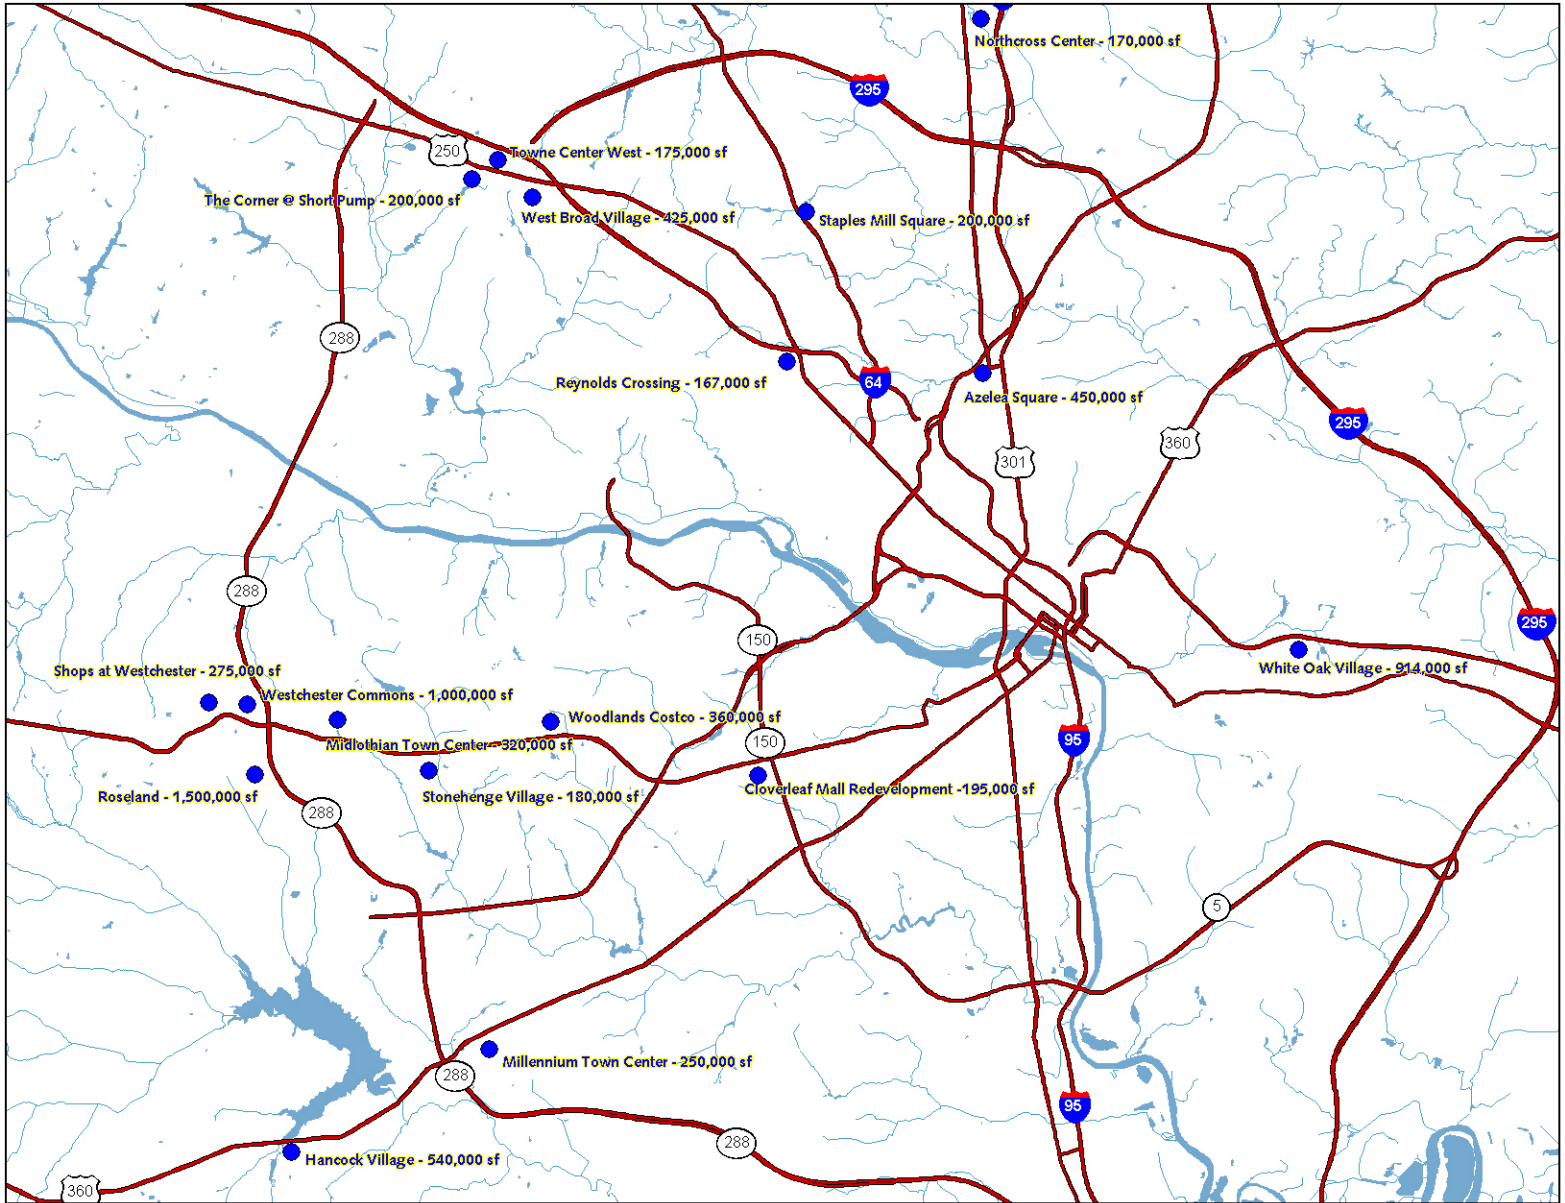 Northcross Center - 170,000 sf
295
250
Towne Center West - 175,000 sf
The Corner @ Short Pump - 200,000 sf
West Broad Village - 425,000 sf
Staples Mill Square - 200,000 sf
288
Reynolds Crossing - 167,000 sf
64
Azelea Square - 450,000 sf
295
360
301
288
295
150
Shops at Westchester - 275,000 sf
White Oak Village - 914,000 sf
Westchester Commons - 1,000,000 sf
Woodlands Costco - 360,000 sf
Midlothian Town Center - 320,000 sf
150
95
Roseland - 1,500,000 sf
Stonehenge Village - 180,000 sf
Cloverleaf Mall Redevelopment -195,000 sf
288
5
Millennium Town Center - 250,000 sf
288
95
288
Hancock Village - 540,000 sf
360